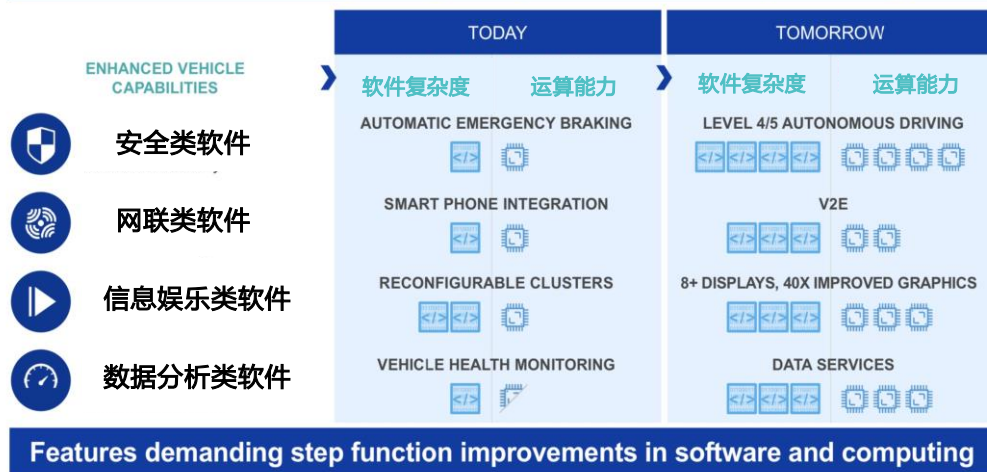 TODAY
TOMORROW
ENHANCED VEHICLE
CAPABILITIES
软件复杂度
运算能力
软件复杂度
运算能力
安全类软件
AUTOMATIC EMERGENCY BRAKING
LEVEL 4/5 AUTONOMOUS DRIVING
</> </> </> </> </>
网联类软件
SMART PHONE INTEGRATION
V2E
</> </> </> </>
信息娱乐类软件
RECONFIGURABLE CLUSTERS
8+ DISPLAYS, 40X IMPROVED GRAPHICS
</> </> </> </> </>
数据分析类软件
VEHICLE HEALTH MONITORING
DATA SERVICES
</> </> </> </>
Features demanding step function improvements in software and computing